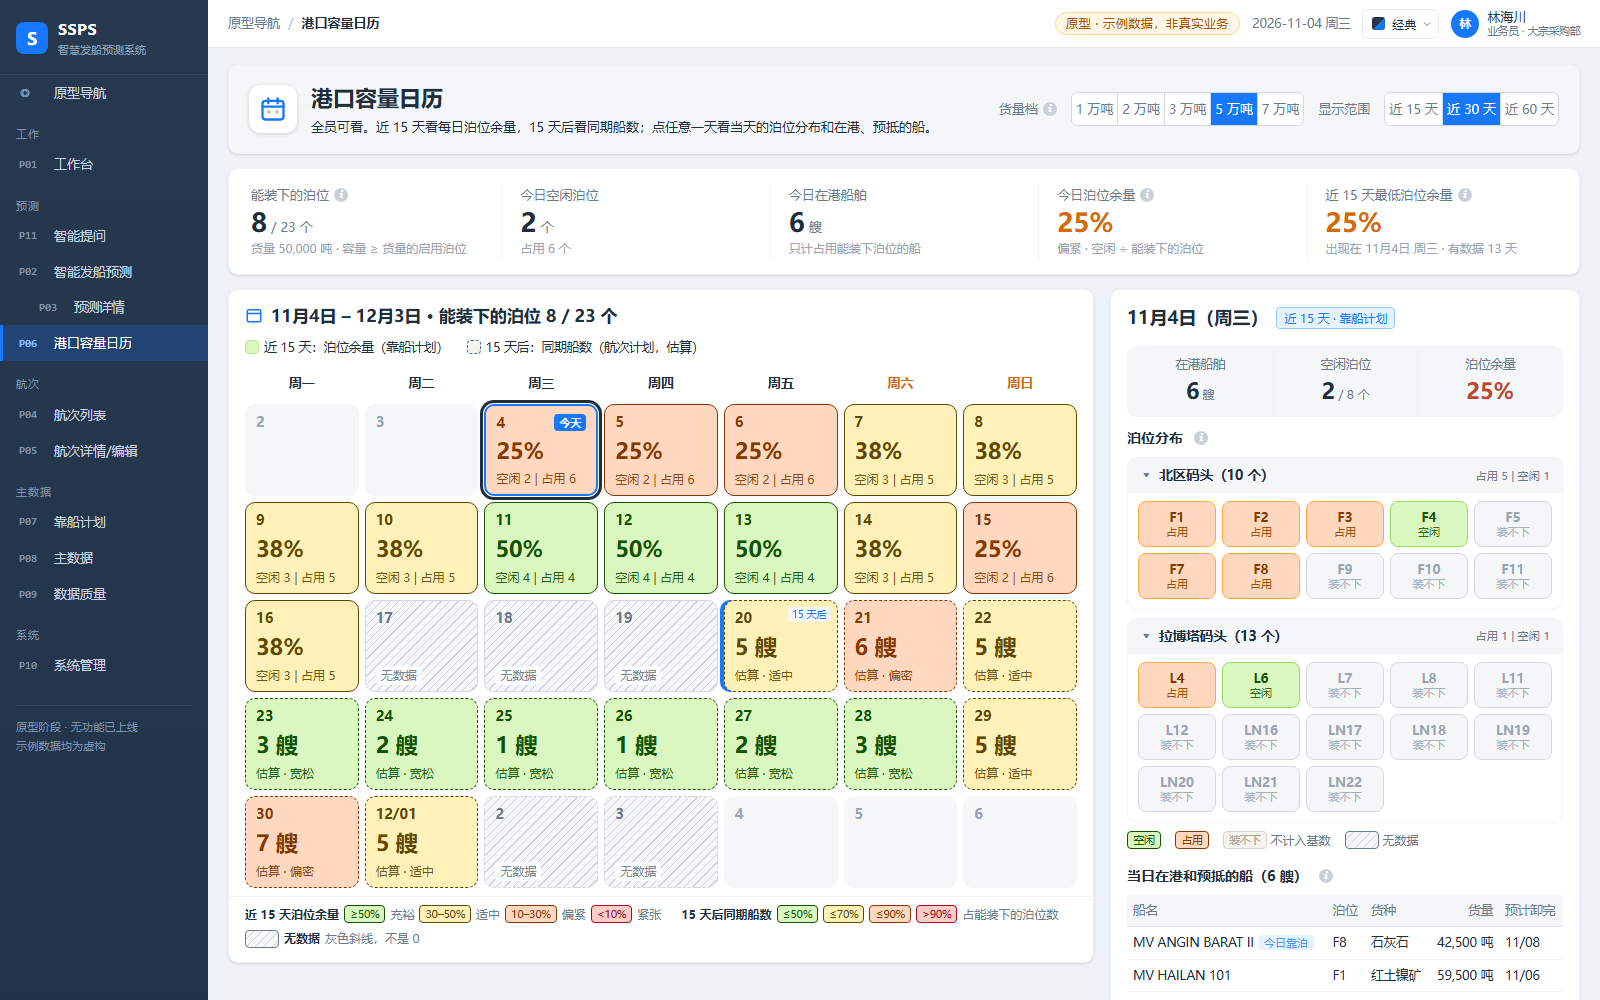 S
SSPS
智慧发船预测系统
原型导航
工作
P01 工作台
预测
P11 智能提问
P02 智能发船预测
P03 预测详情
P06 港口容量日历
航次
P04 航次列表
P05 航次详情/编辑
主数据
P07 靠船计划
P08 主数据
P09 数据质量
系统
P10 系统管理
原型阶段 · 无功能已上线
示例数据均为虚构
原型导航 / 港口容量日历
原型 · 示例数据，非真实业务
2026-11-04 周三
经典
林
林海川
业务员 · 大宗采购部
港口容量日历
全员可看。近 15 天看每日泊位余量，15 天后看同期船数；点任意一天看当天的泊位分布和在港、预抵的船。
货量档 1 万吨 2 万吨 3 万吨 5 万吨 7 万吨
显示范围 近 15 天 近 30 天 近 60 天
能装下的泊位
8 / 23 个
货量 50,000 吨 · 容量 ≥ 货量的启用泊位
今日空闲泊位
2 个
占用 6 个
今日在港船舶
6 艘
只计占用能装下泊位的船
今日泊位余量
25%
偏紧 · 空闲 ÷ 能装下的泊位
近 15 天最低泊位余量
25%
出现在 11月4日 周三 · 有数据 13 天
11月4日 – 12月3日 • 能装下的泊位 8 / 23 个
近 15 天：泊位余量（靠船计划） 15 天后：同期船数（航次计划，估算）
周一 周二 周三 周四 周五 周六 周日
2
3
4 今天
25%
空闲 2 | 占用 6
5
25%
空闲 2 | 占用 6
6
25%
空闲 2 | 占用 6
7
38%
空闲 3 | 占用 5
8
38%
空闲 3 | 占用 5
9
38%
空闲 3 | 占用 5
10
38%
空闲 3 | 占用 5
11
50%
空闲 4 | 占用 4
12
50%
空闲 4 | 占用 4
13
50%
空闲 4 | 占用 4
14
38%
空闲 3 | 占用 5
15
25%
空闲 2 | 占用 6
16
38%
空闲 3 | 占用 5
17
无数据
18
无数据
19
无数据
20 15 天后
5 艘
估算 · 适中
21
6 艘
估算 · 偏密
22
5 艘
估算 · 适中
23
3 艘
估算 · 宽松
24
2 艘
估算 · 宽松
25
1 艘
估算 · 宽松
26
1 艘
估算 · 宽松
27
2 艘
估算 · 宽松
28
3 艘
估算 · 宽松
29
5 艘
估算 · 适中
30
7 艘
估算 · 偏密
12/01
5 艘
估算 · 适中
2
无数据
3
无数据
4
5
6
近 15 天泊位余量 ≥50% 充裕 30–50% 适中 10–30% 偏紧 <10% 紧张 15 天后同期船数 ≤50% ≤70% ≤90% >90% 占能装下的泊位数
无数据 灰色斜线，不是 0
11月4日（周三） 近 15 天 · 靠船计划
在港船舶
6 艘
空闲泊位
2 / 8 个
泊位余量
25%
泊位分布
北区码头（10 个） 占用 5 | 空闲 1
F1
占用
F2
占用
F3
占用
F4
空闲
F5
装不下
F7
占用
F8
占用
F9
装不下
F10
装不下
F11
装不下
拉博塔码头（13 个） 占用 1 | 空闲 1
L4
占用
L6
空闲
L7
装不下
L8
装不下
L11
装不下
L12
装不下
LN16
装不下
LN17
装不下
LN18
装不下
LN19
装不下
LN20
装不下
LN21
装不下
LN22
装不下
空闲 占用 装不下 不计入基数 无数据
当日在港和预抵的船（6 艘）
船名 泊位 货种 货量 预计卸完
MV ANGIN BARAT II 今日靠泊 F8 石灰石 42,500 吨 11/08
MV HAILAN 101 F1 红土镍矿 59,500 吨 11/06